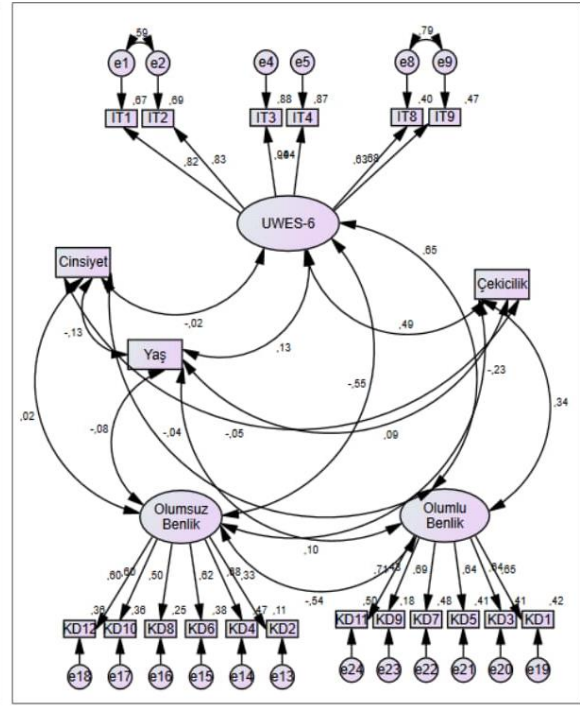 ,59
,79
e1 e2 e4 e5 e8 e9
,67 ,69 ,88 ,87 ,40 ,47
IT1 IT2 IT3 IT4 IT8 IT9
,82 ,83 ,63
UWES-6
,65
Cinsiyet
Çekicilik
-,02 ,49
-,13 ,13
Yaş
-,23
-,55
,02 -,08 -,04 -,05 ,09 ,34
Olumsuz
Benlik
Olumlu
Benlik
,10
-,54
,60 ,50 ,62 ,68 ,33 ,71 ,69 ,64 ,64 ,65
,36 ,36 ,25 ,38 ,47 ,11 ,50 ,18 ,48 ,41 ,41 ,42
KD12 KD10 KD8 KD6 KD4 KD2 KD11 KD9 KD7 KD5 KD3 KD1
e18 e17 e16 e15 e14 e13 e24 e23 e22 e21 e20 e19